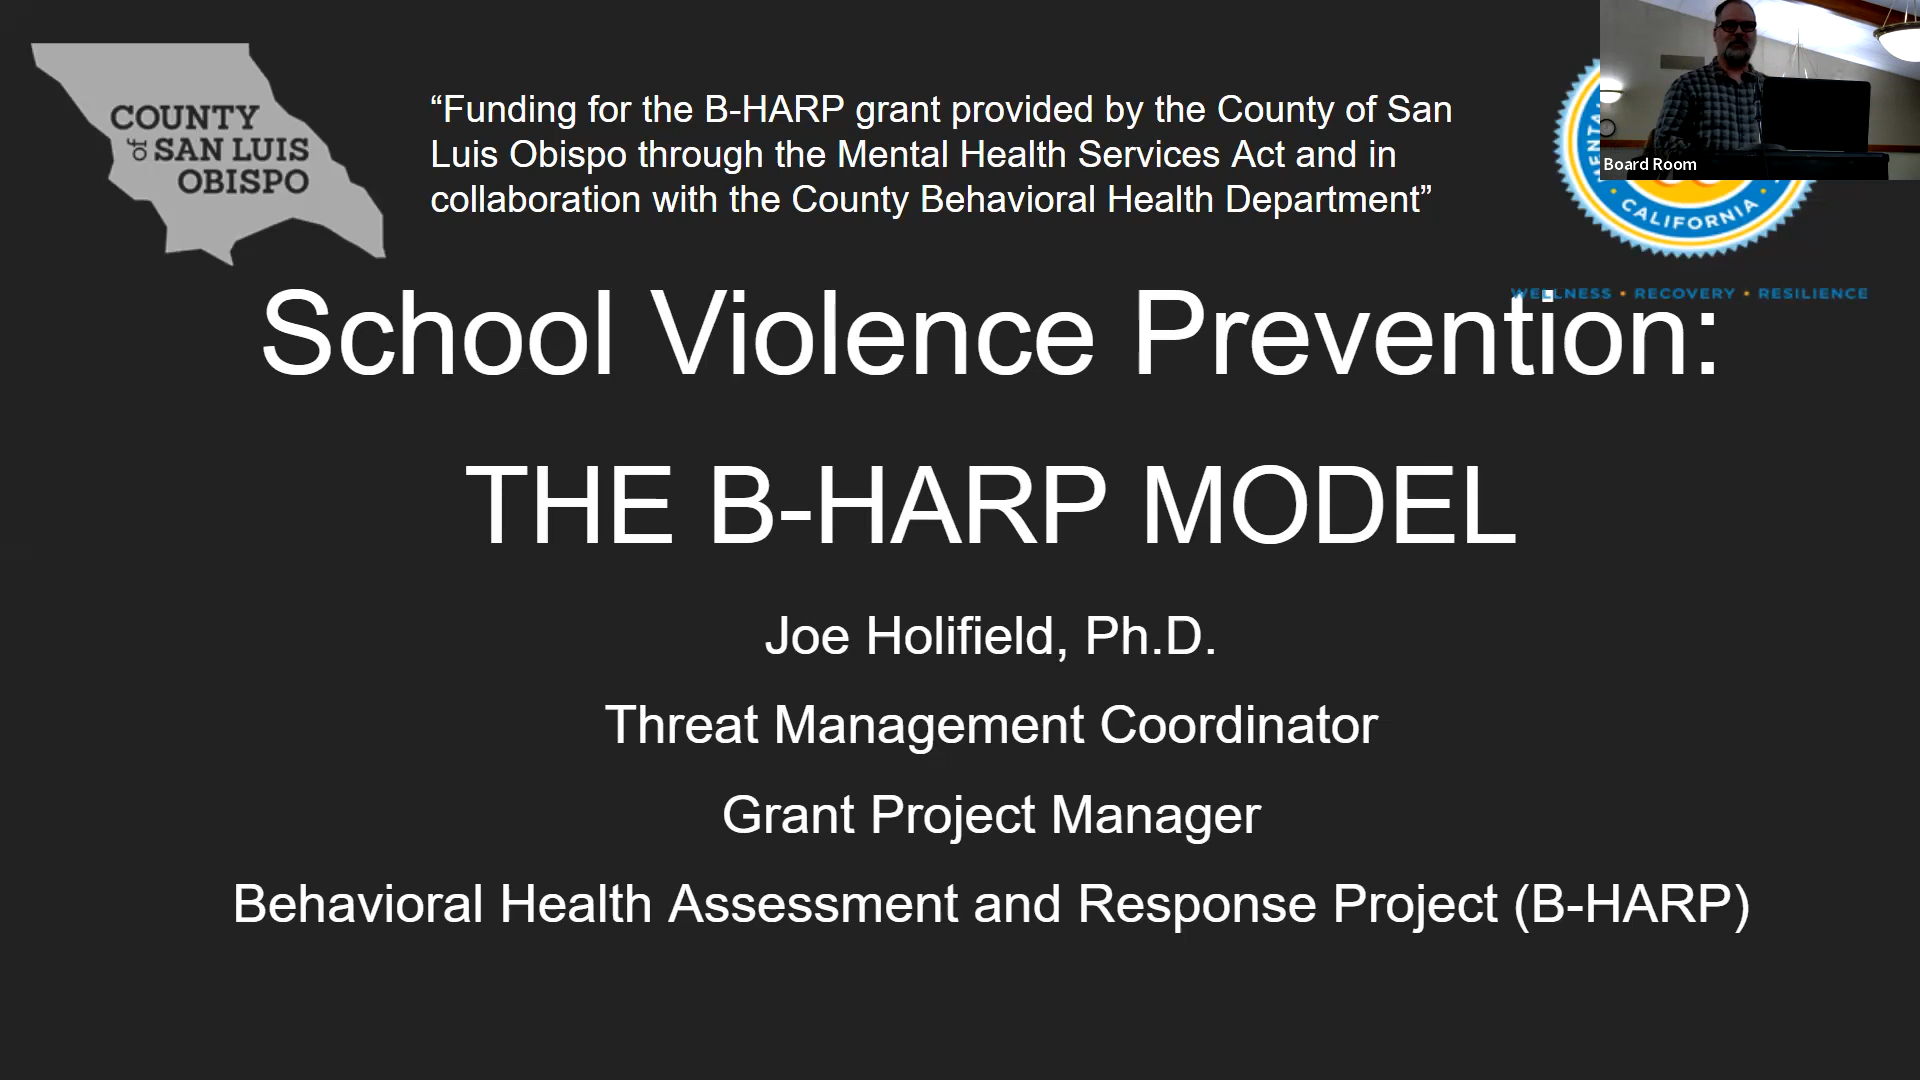 COUNTY
of SAN LUIS
OBISPO
“Funding for the B-HARP grant provided by the County of San
Luis Obispo through the Mental Health Services Act and in
collaboration with the County Behavioral Health Department”
Board Room
CALIFORNIA
WELLNESS • RECOVERY • RESILIENCE
School Violence Prevention:
THE B-HARP MODEL
Joe Holifield, Ph.D.
Threat Management Coordinator
Grant Project Manager
Behavioral Health Assessment and Response Project (B-HARP)